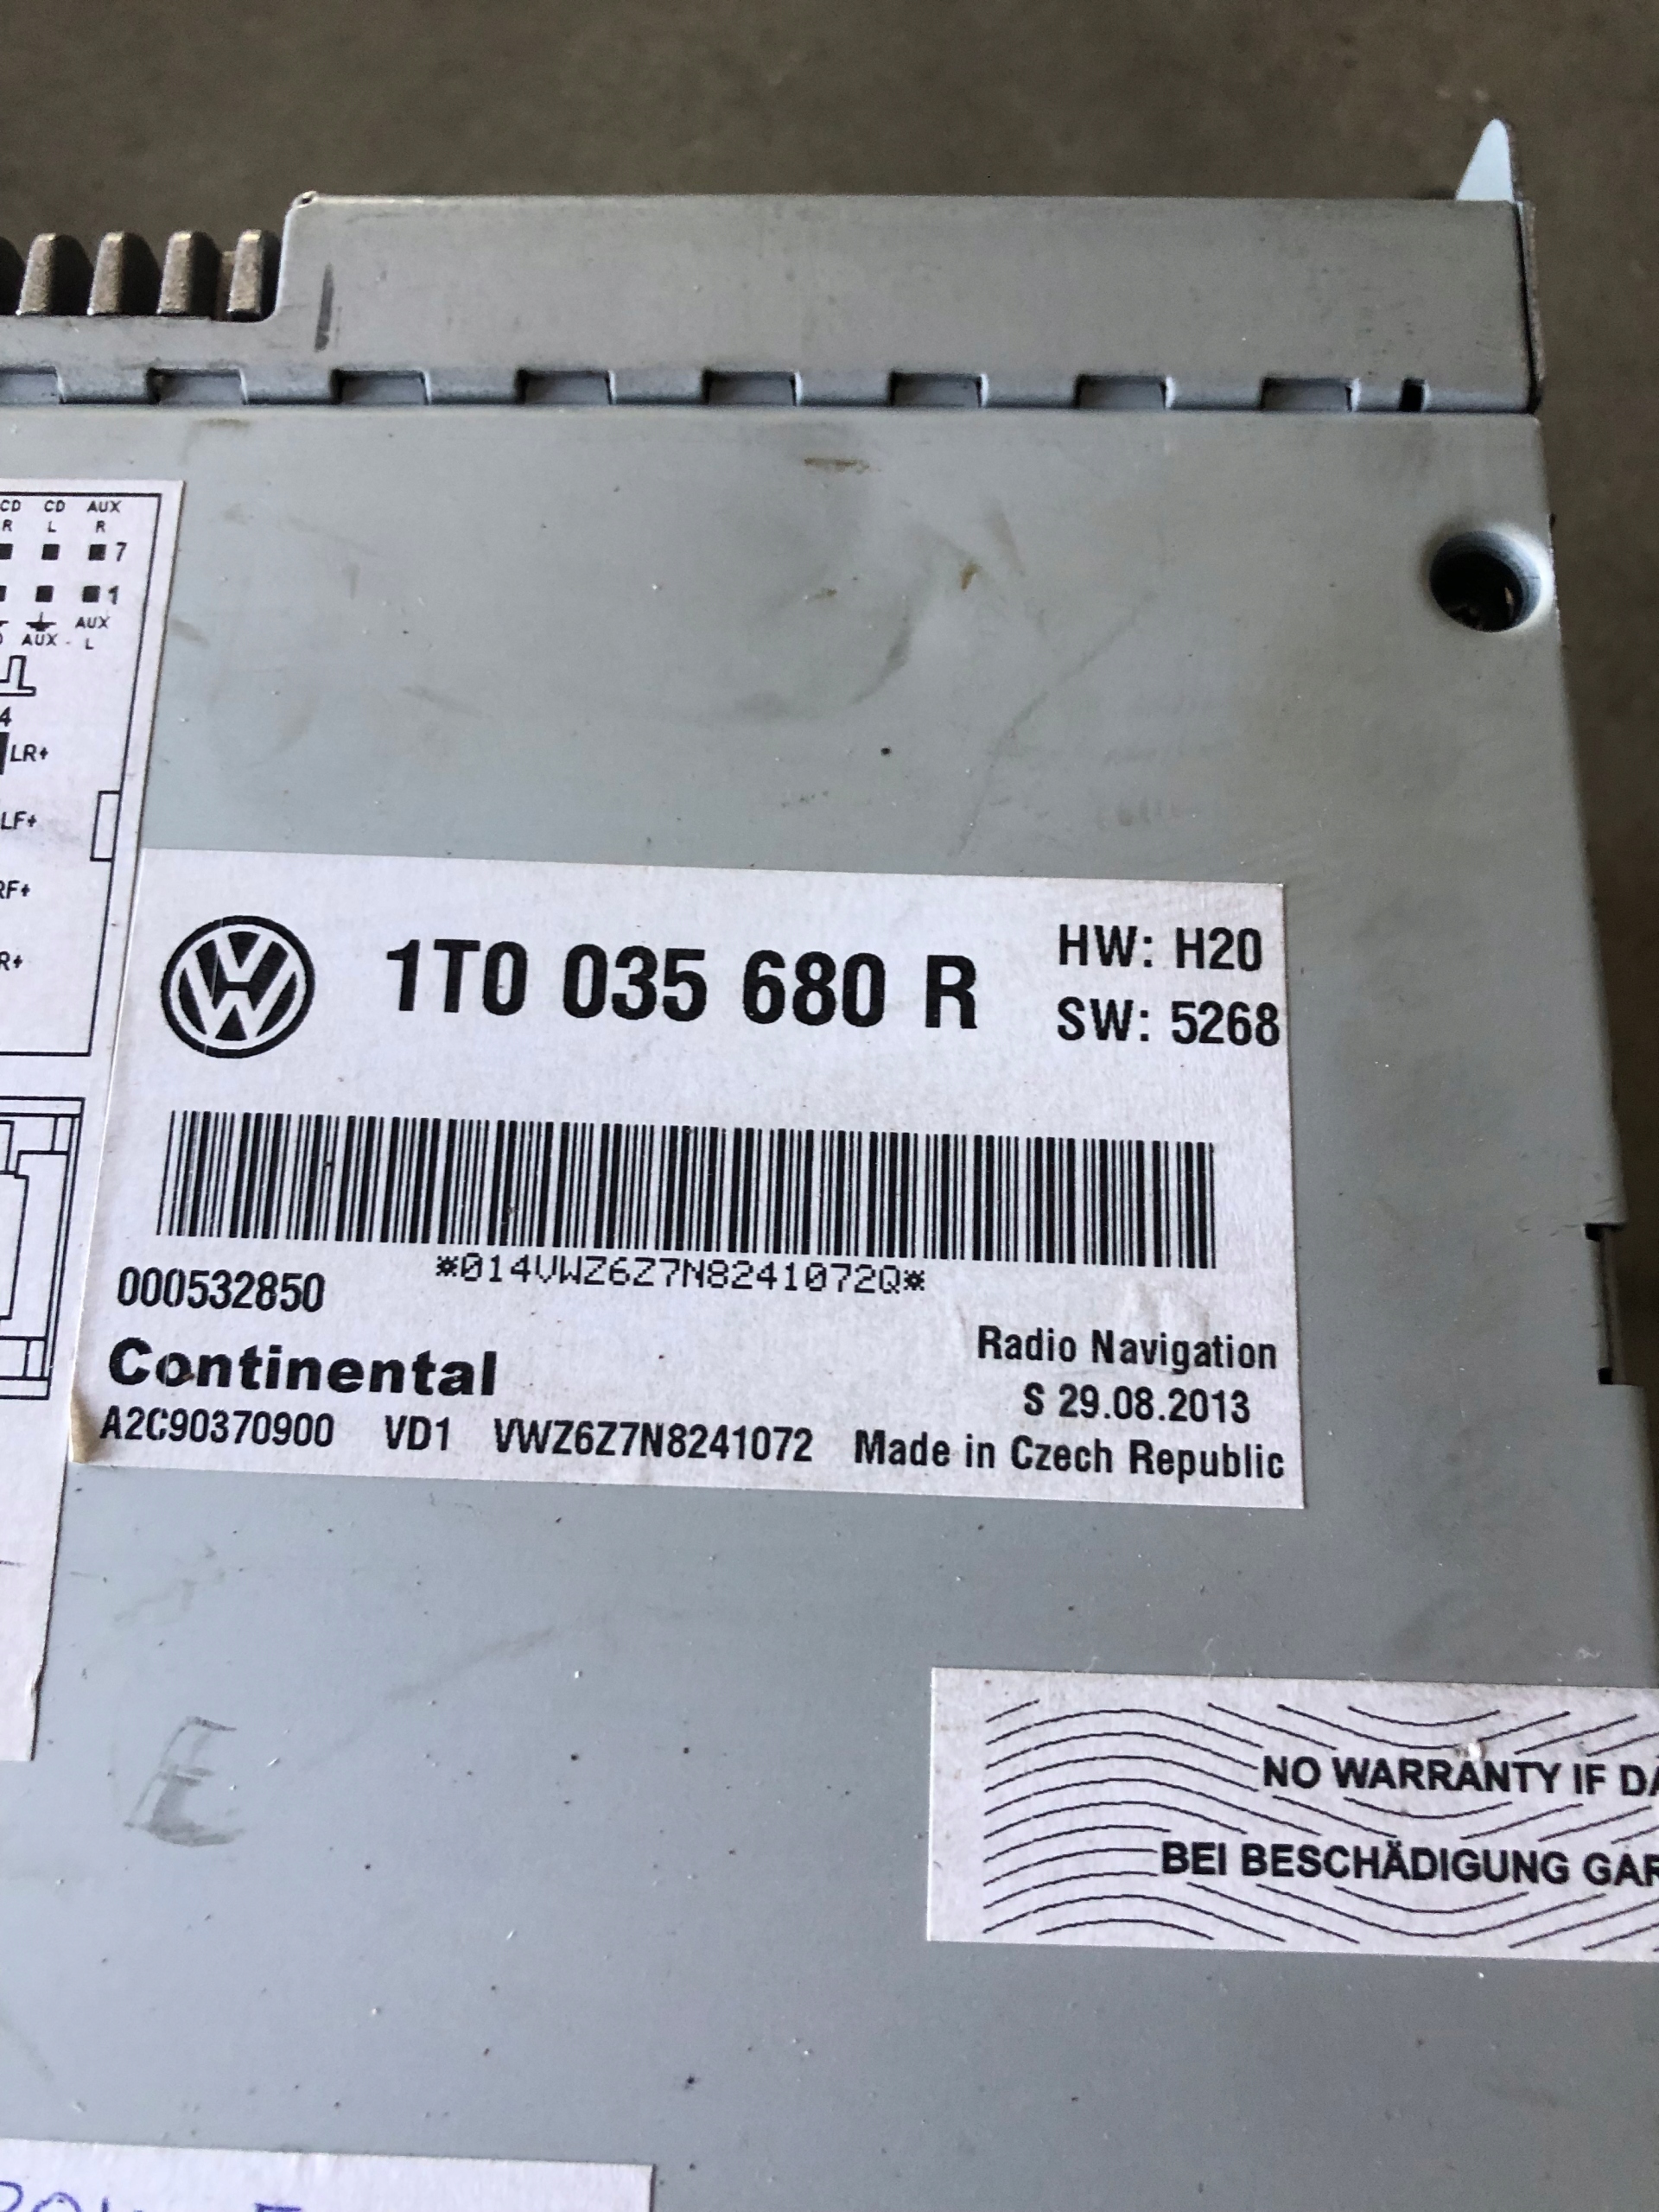 CD CD AUX
R L R
7
1
AUX
AUX - L
4
LR+
LF+
RF+
R+
1T0 035 680 R
HW: H20
SW: 5268
*014VWZ6Z7N8241072Q*
000532850
Continental
Radio Navigation
S 29.08.2013
A2C90370900 VD1 VWZ6Z7N8241072 Made in Czech Republic
E
NO WARRANTY IF DA
BEI BESCHÄDIGUNG GAR